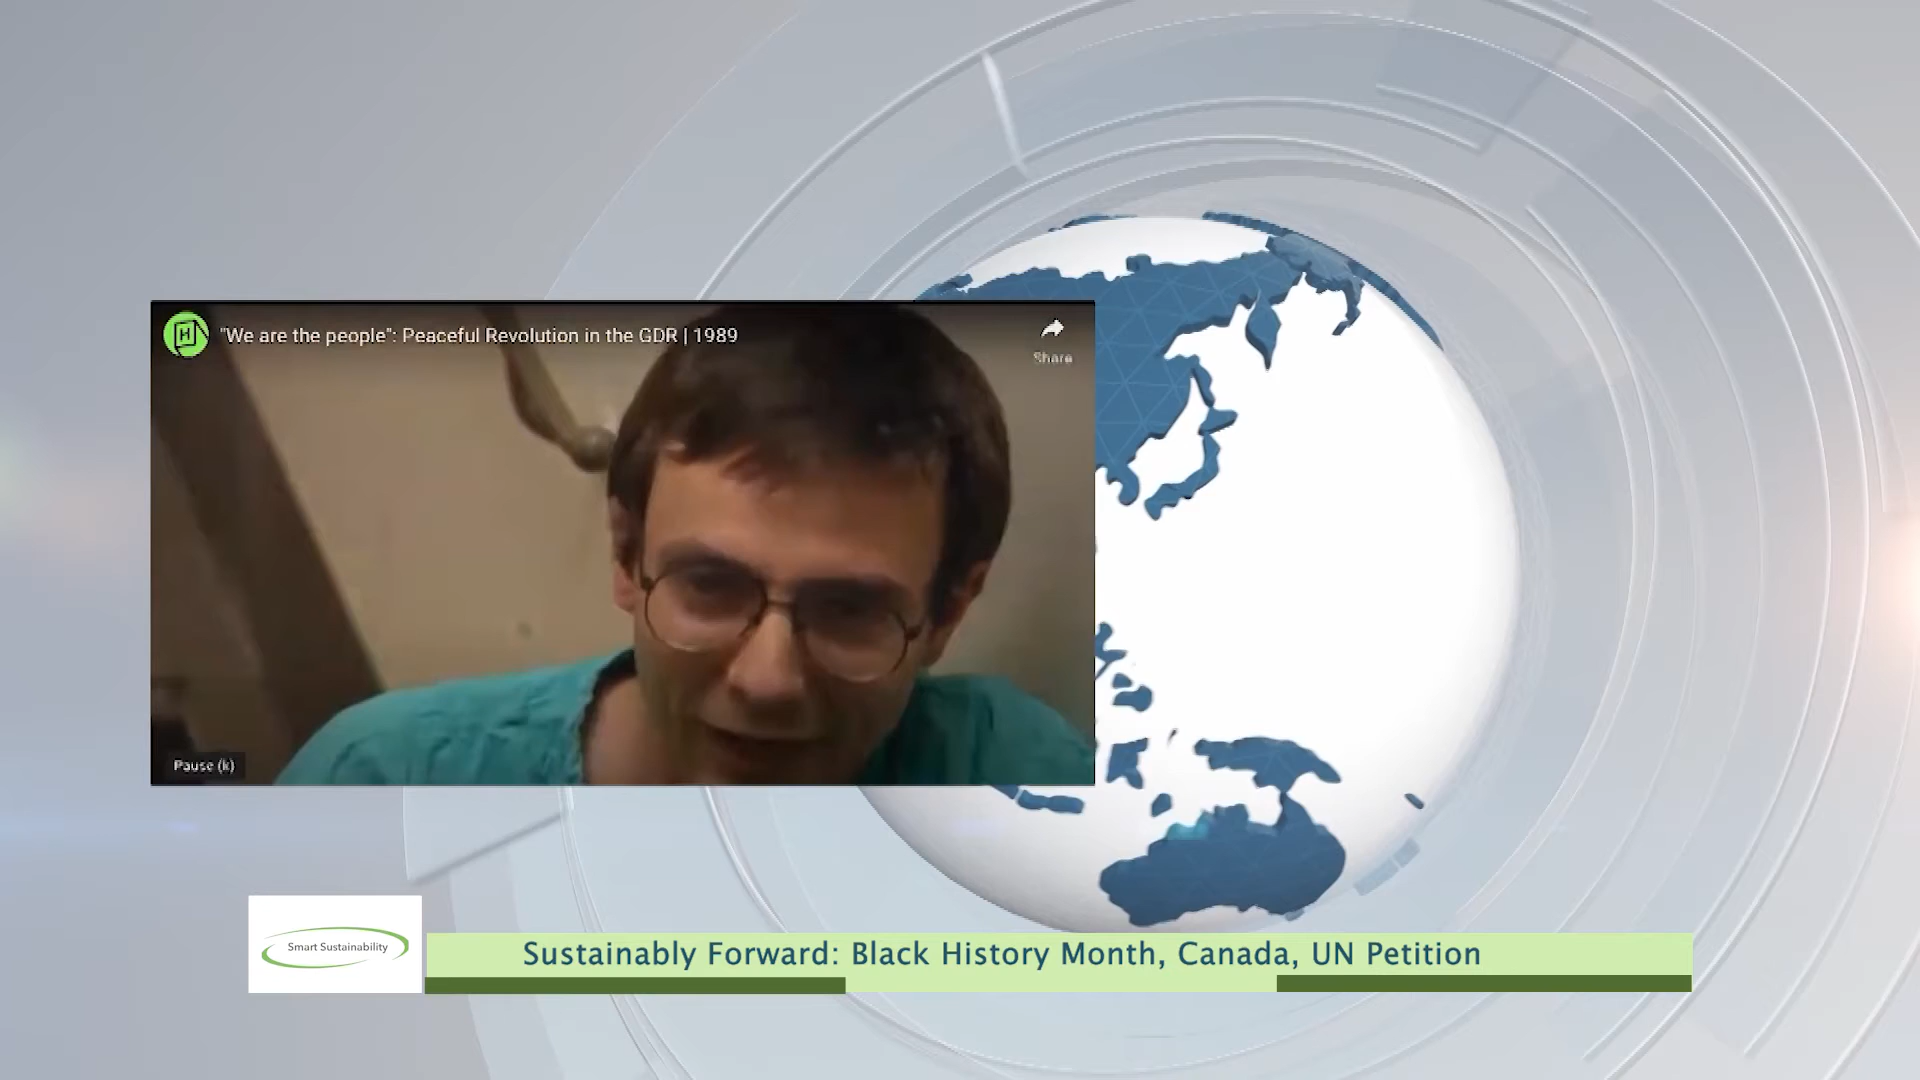 "We are the people": Peaceful Revolution in the GDR | 1989
Share
Pause (k)
Smart Sustainability
Sustainably Forward: Black History Month, Canada, UN Petition